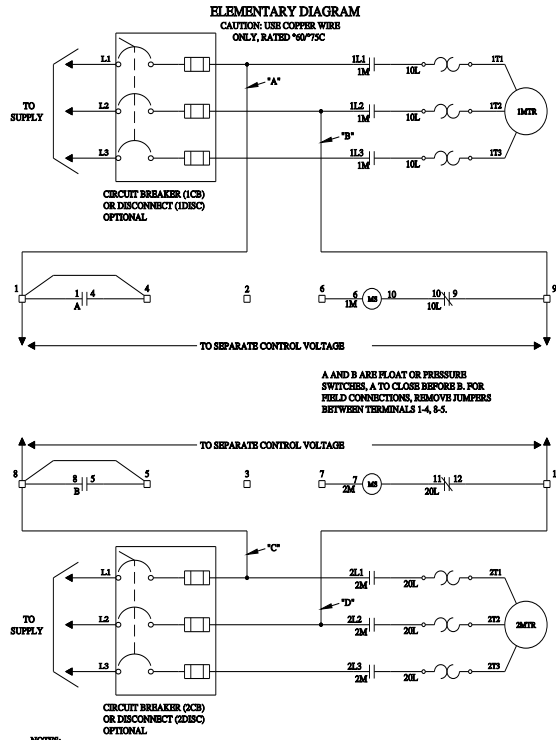 ELEMENTARY DIAGRAM
CAUTION: USE COPPER WIRE
ONLY, RATED °60/°75C
L1
1L1
1M
10L
1T1
"A"
TO
SUPPLY
L2
1L2
1M
10L
1T2
1MTR
"B"
L3
1L3
1M
10L
1T3
CIRCUIT BREAKER (1CB)
OR DISCONNECT (1DISC)
OPTIONAL
1
1 4
A
4
2
6
6
1M
MS
10
10 9
10L
9
TO SEPARATE CONTROL VOLTAGE
A AND B ARE FLOAT OR PRESSURE
SWITCHES, A TO CLOSE BEFORE B. FOR
FIELD CONNECTIONS, REMOVE JUMPERS
BETWEEN TERMINALS 1-4, 8-5.
TO SEPARATE CONTROL VOLTAGE
8
8 5
B
5
3
7
7
2M
MS
11 12
20L
1
"C"
L1
2L1
2M
20L
2T1
"D"
TO
SUPPLY
L2
2L2
2M
20L
2T2
2MTR
L3
2L3
2M
20L
2T3
CIRCUIT BREAKER (2CB)
OR DISCONNECT (2DISC)
OPTIONAL
NOTES: